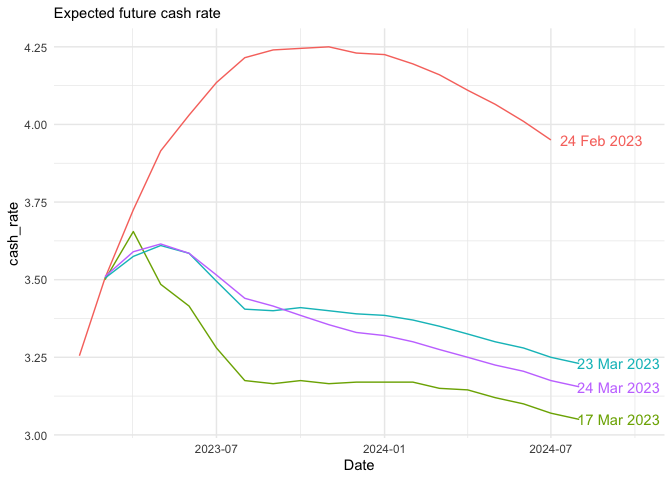 Expected future cash rate
4.25
4.00
3.75
3.50
3.25
3.00
cash_rate
24 Feb 2023
23 Mar 2023
24 Mar 2023
17 Mar 2023
2023-07
2024-01
2024-07
Date